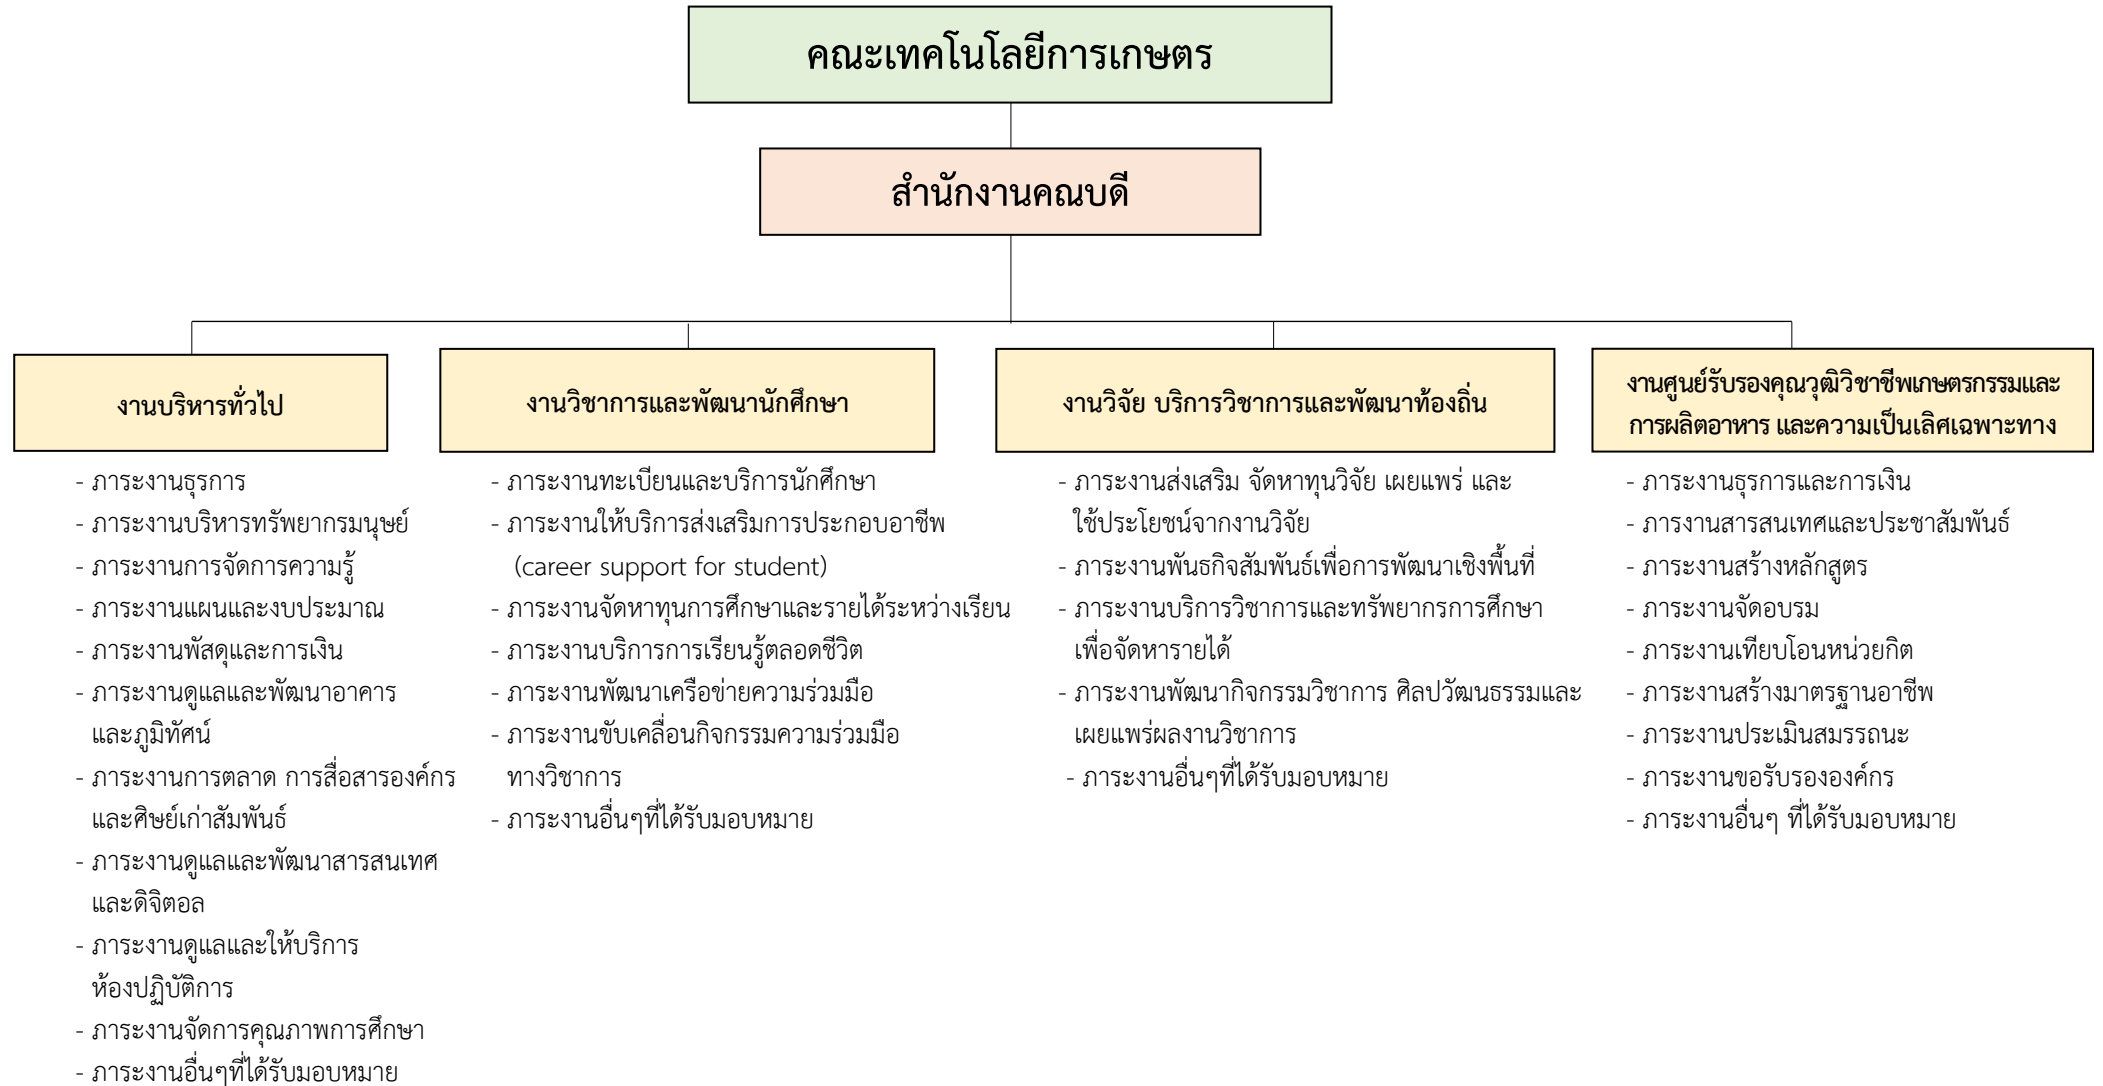 คณะเทคโนโลยีการเกษตร
สำนักงานคณบดี
งานบริหารทั่วไป
- ภาระงานธุรการ
- ภาระงานบริหารทรัพยากรมนุษย์
- ภาระงานการจัดการความรู้
- ภาระงานแผนและงบประมาณ
- ภาระงานพัสดุและการเงิน
- ภาระงานดูแลและพัฒนาอาคาร
และภูมิทัศน์
- ภาระงานการตลาด การสื่อสารองค์กร
และศิษย์เก่าสัมพันธ์
- ภาระงานดูแลและพัฒนาสารสนเทศ
และดิจิตอล
- ภาระงานดูแลและให้บริการ
ห้องปฏิบัติการ
- ภาระงานจัดการคุณภาพการศึกษา
- ภาระงานอื่นๆที่ได้รับมอบหมาย
งานวิชาการและพัฒนานักศึกษา
- ภาระงานทะเบียนและบริการนักศึกษา
- ภาระงานให้บริการส่งเสริมการประกอบอาชีพ
(career support for student)
- ภาระงานจัดหาทุนการศึกษาและรายได้ระหว่างเรียน
- ภาระงานบริการการเรียนรู้ตลอดชีวิต
- ภาระงานพัฒนาเครือข่ายความร่วมมือ
- ภาระงานขับเคลื่อนกิจกรรมความร่วมมือ
ทางวิชาการ
- ภาระงานอื่นๆที่ได้รับมอบหมาย
งานวิจัย บริการวิชาการและพัฒนาท้องถิ่น
- ภาระงานส่งเสริม จัดหาทุนวิจัย เผยแพร่ และ
ใช้ประโยชน์จากงานวิจัย
- ภาระงานพันธกิจสัมพันธ์เพื่อการพัฒนาเชิงพื้นที่
- ภาระงานบริการวิชาการและทรัพยากรการศึกษา
เพื่อจัดหารายได้
- ภาระงานพัฒนากิจกรรมวิชาการ ศิลปวัฒนธรรมและ
เผยแพร่ผลงานวิชาการ
- ภาระงานอื่นๆที่ได้รับมอบหมาย
งานศูนย์รับรองคุณวุฒิวิชาชีพเกษตรกรรมและ
การผลิตอาหาร และความเป็นเลิศเฉพาะทาง
- ภาระงานธุรการและการเงิน
- ภารงานสารสนเทศและประชาสัมพันธ์
- ภาระงานสร้างหลักสูตร
- ภาระงานจัดอบรม
- ภาระงานเทียบโอนหน่วยกิต
- ภาระงานสร้างมาตรฐานอาชีพ
- ภาระงานประเมินสมรรถนะ
- ภาระงานขอรับรององค์กร
- ภาระงานอื่นๆ ที่ได้รับมอบหมาย